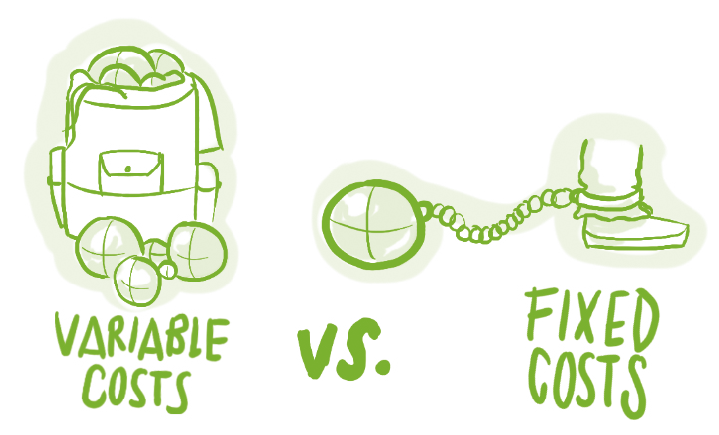 VARIABLE
COSTS
VS.
FIXED
COSTS